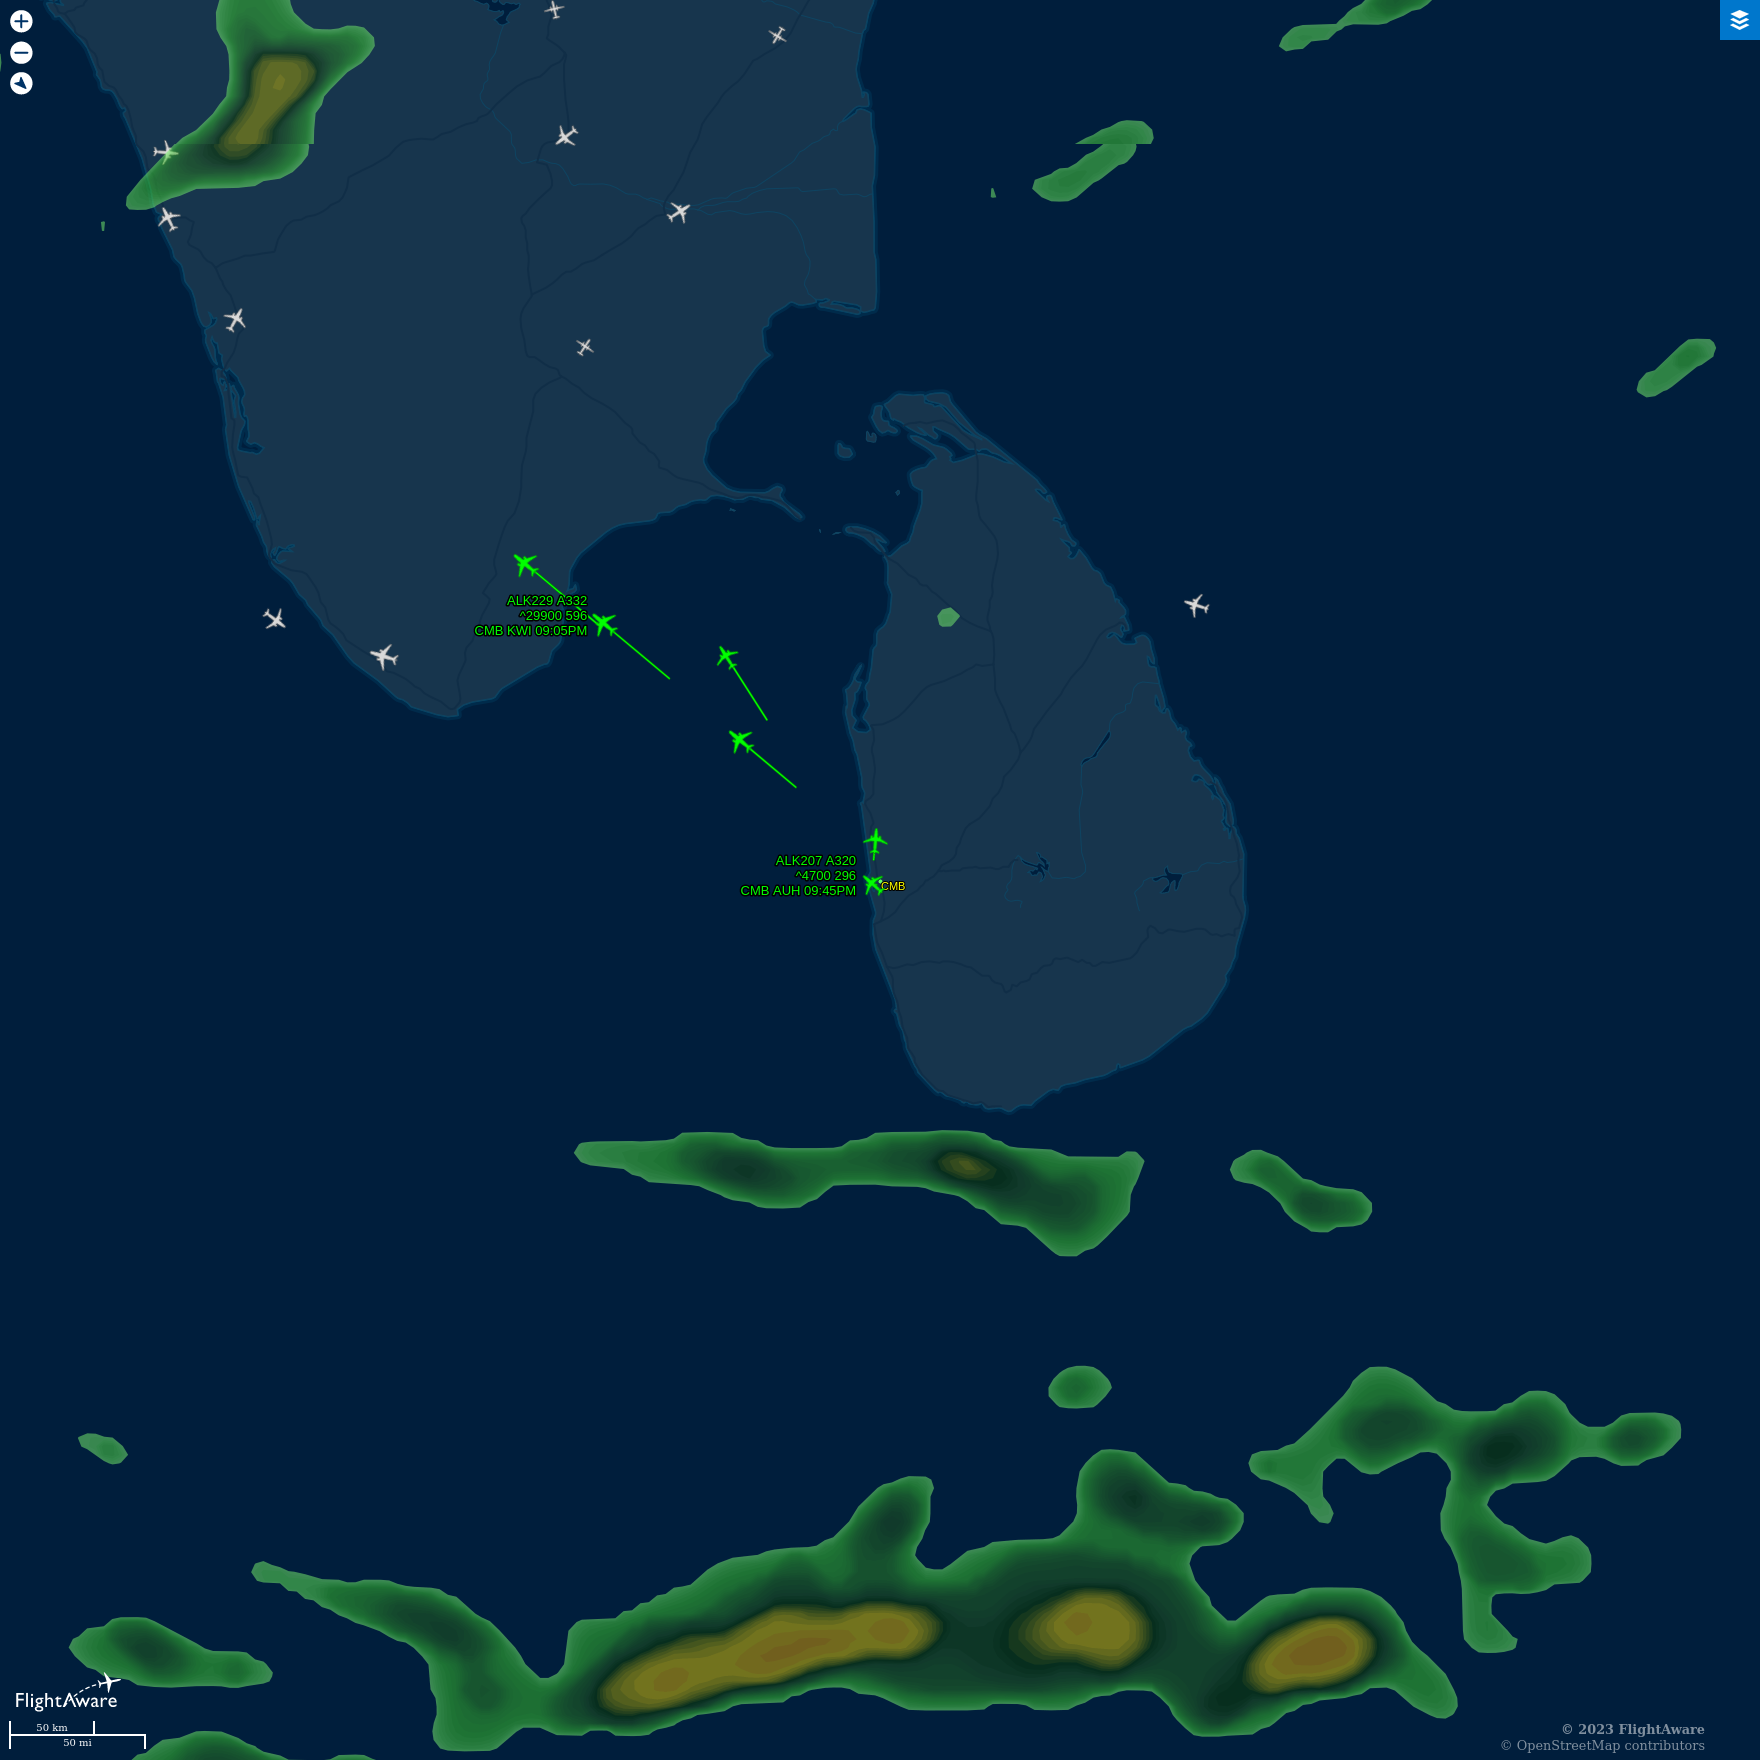 ALK229 A332
^29900 596
CMB KWI 09:05PM
ALK207 A320
^4700 296
CMB AUH 09:45PM
CMB
FlightAware
50 km
50 mi
© 2023 FlightAware
© OpenStreetMap contributors